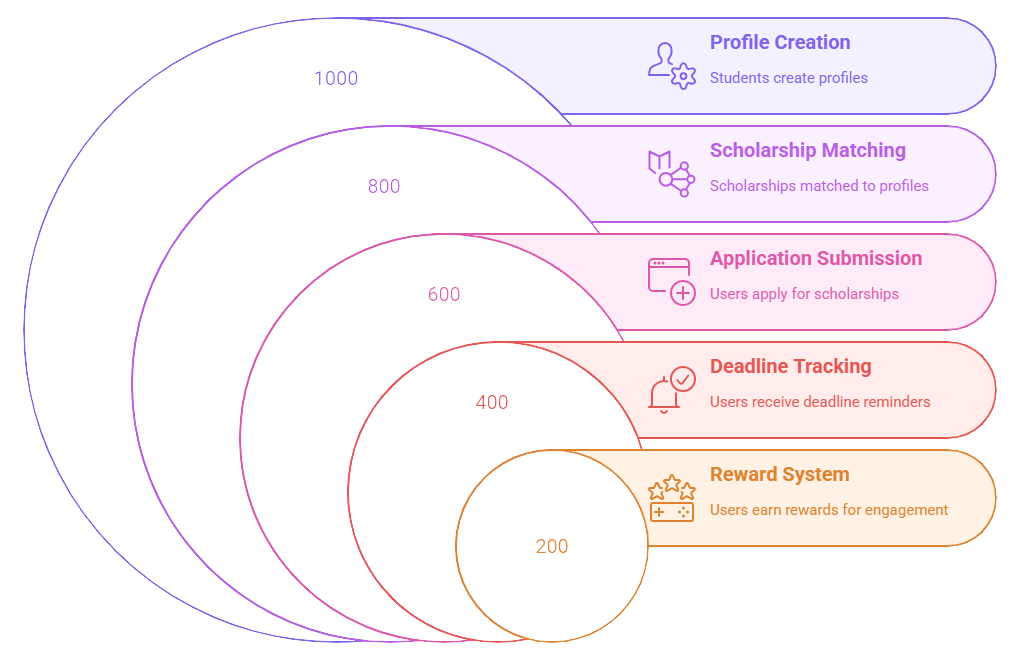 1000
Profile Creation
Students create profiles
800
Scholarship Matching
Scholarships matched to profiles
600
Application Submission
Users apply for scholarships
400
Deadline Tracking
Users receive deadline reminders
200
Reward System
Users earn rewards for engagement